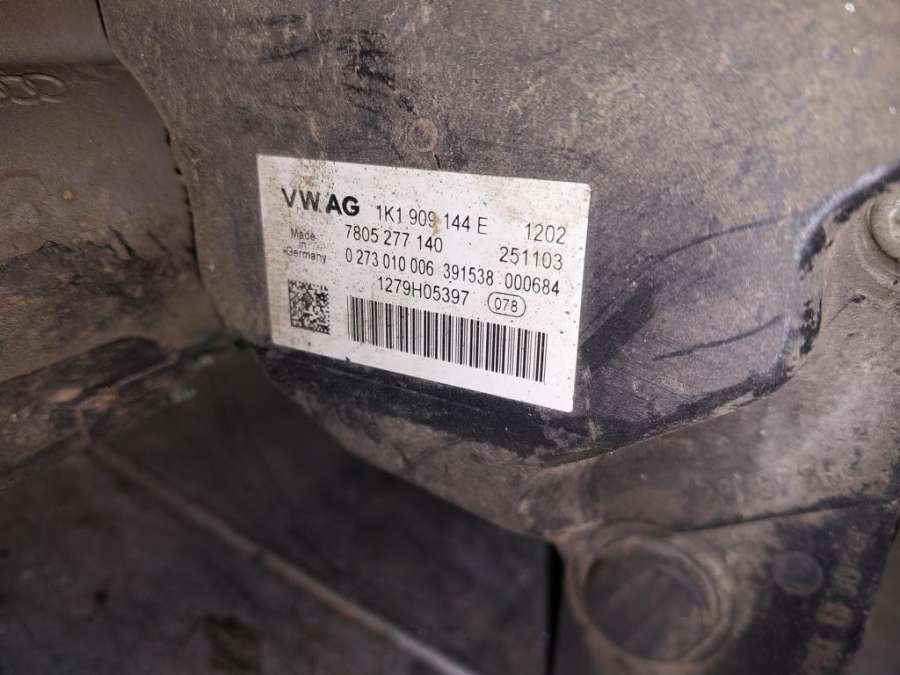 VW AG 1K1 909 144 E 1202
Made in Germany 7805 277 140 251103
0 273 010 006 391538 000684
1279H05397 078